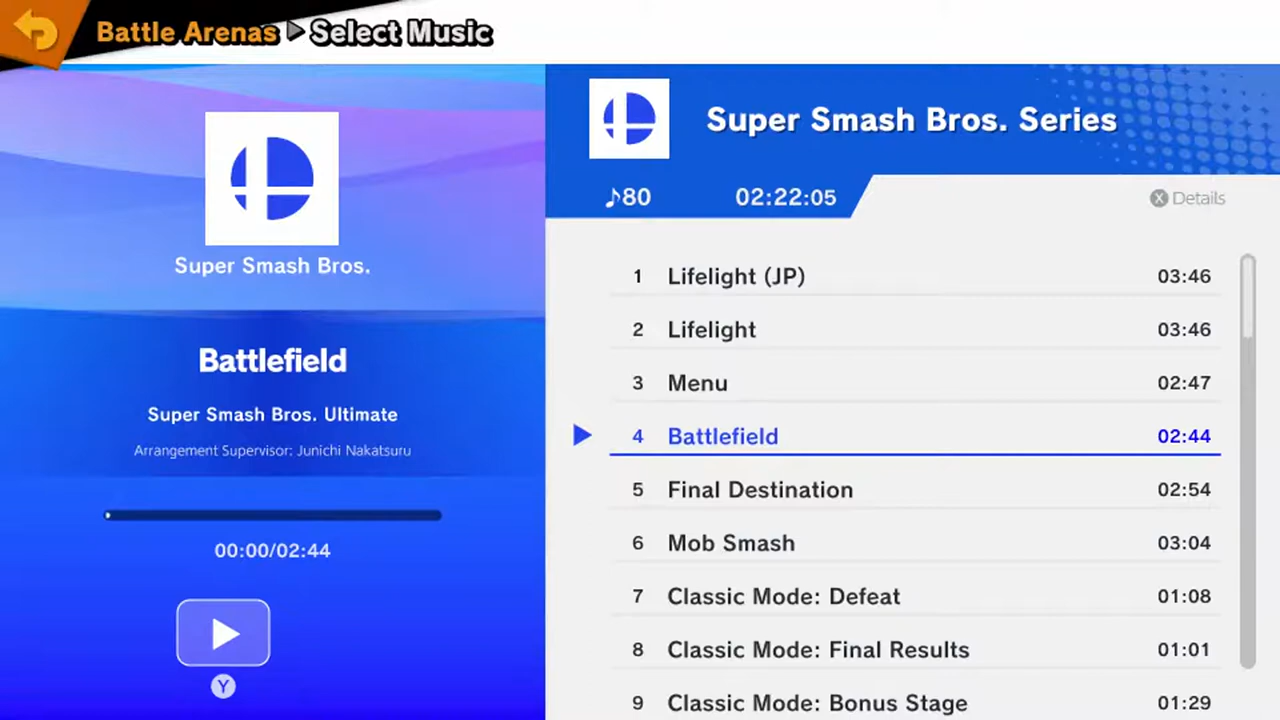 Battle Arenas ▶ Select Music
Super Smash Bros.
Battlefield
Super Smash Bros. Ultimate
Arrangement Supervisor: Junichi Nakatsuru
00:00/02:44
Y
Super Smash Bros. Series
♪80 02:22:05
X Details
1 Lifelight (JP) 03:46
2 Lifelight 03:46
3 Menu 02:47
4 Battlefield 02:44
5 Final Destination 02:54
6 Mob Smash 03:04
7 Classic Mode: Defeat 01:08
8 Classic Mode: Final Results 01:01
9 Classic Mode: Bonus Stage 01:29